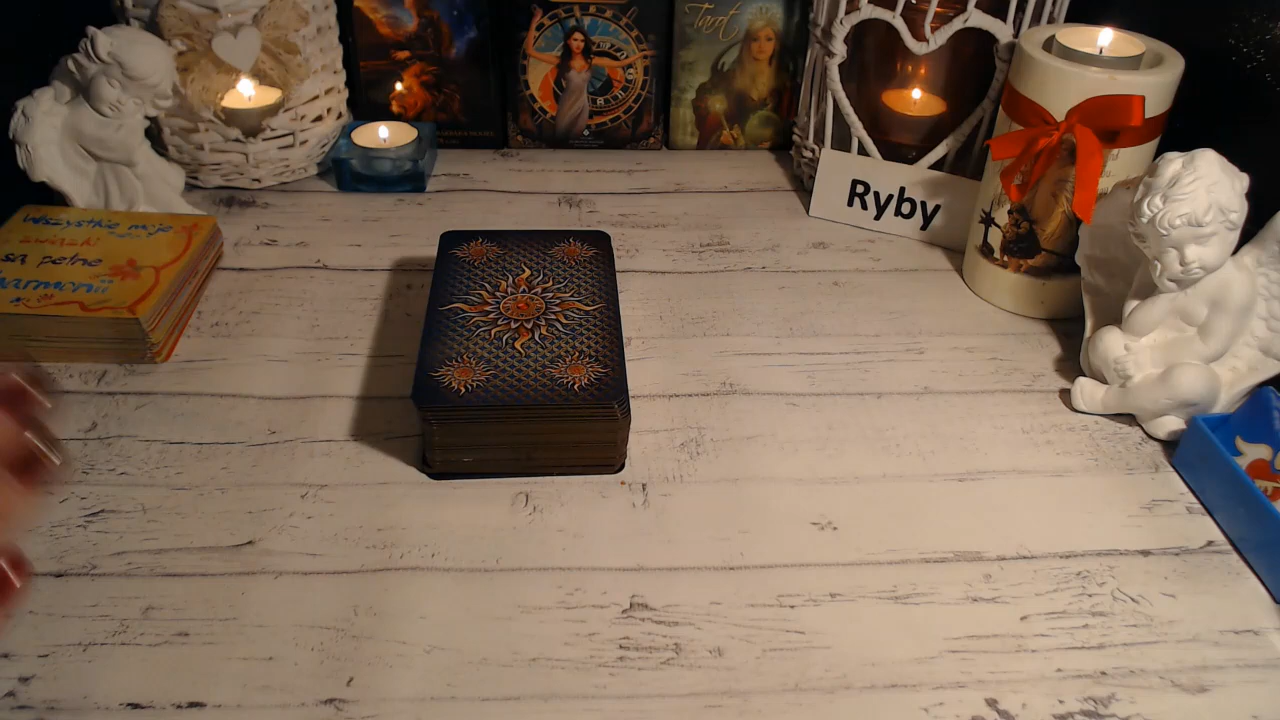 Tarot
Ryby
Wszystkie moje
związki
są pełne
harmonii